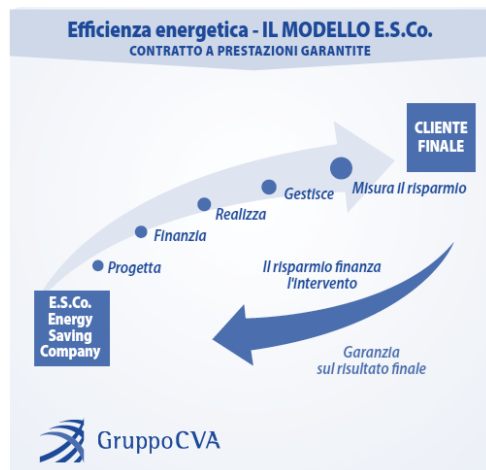 Efficienza energetica - IL MODELLO E.S.Co.
CONTRATTO A PRESTAZIONI GARANTITE
CLIENTE
FINALE
Misura il risparmio
Gestisce
Realizza
Finanzia
Progetta
E.S.Co.
Energy
Saving
Company
Il risparmio finanza
l'intervento
Garanzia
sul risultato finale
GruppoCVA